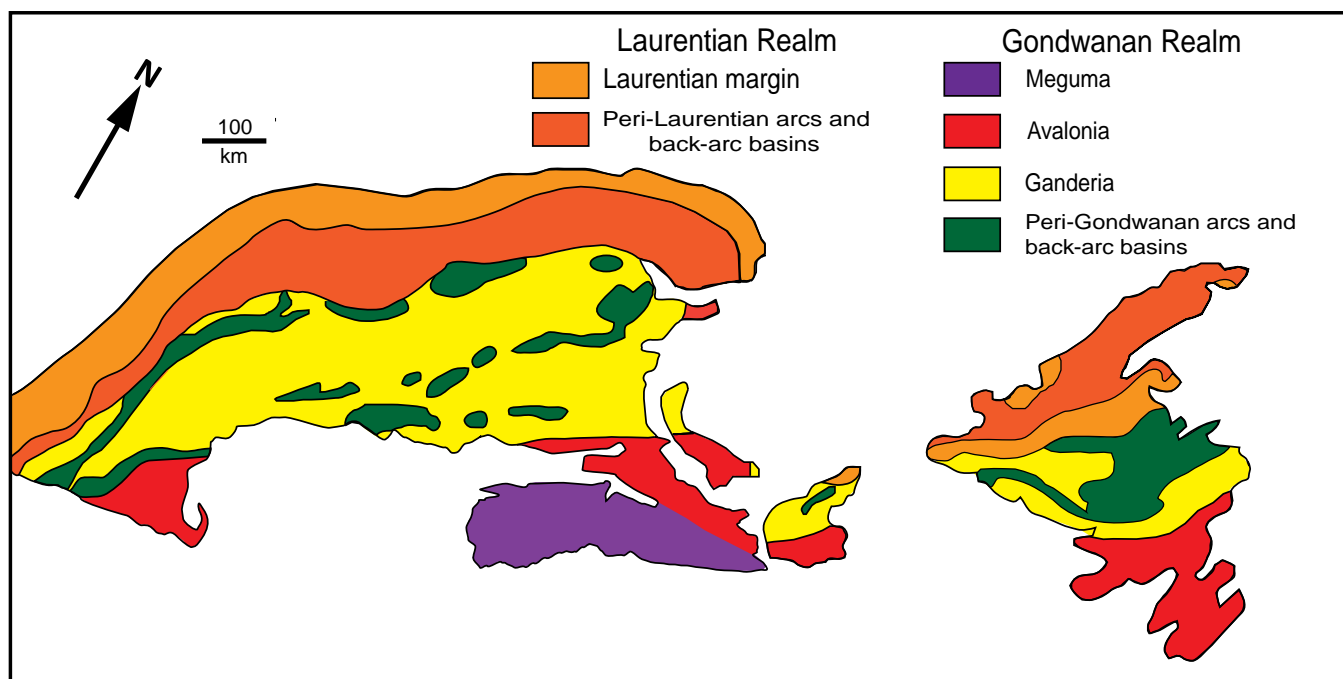 N
100
km
Laurentian Realm
Laurentian margin
Peri-Laurentian arcs and
back-arc basins
Gondwanan Realm
Meguma
Avalonia
Ganderia
Peri-Gondwanan arcs and
back-arc basins